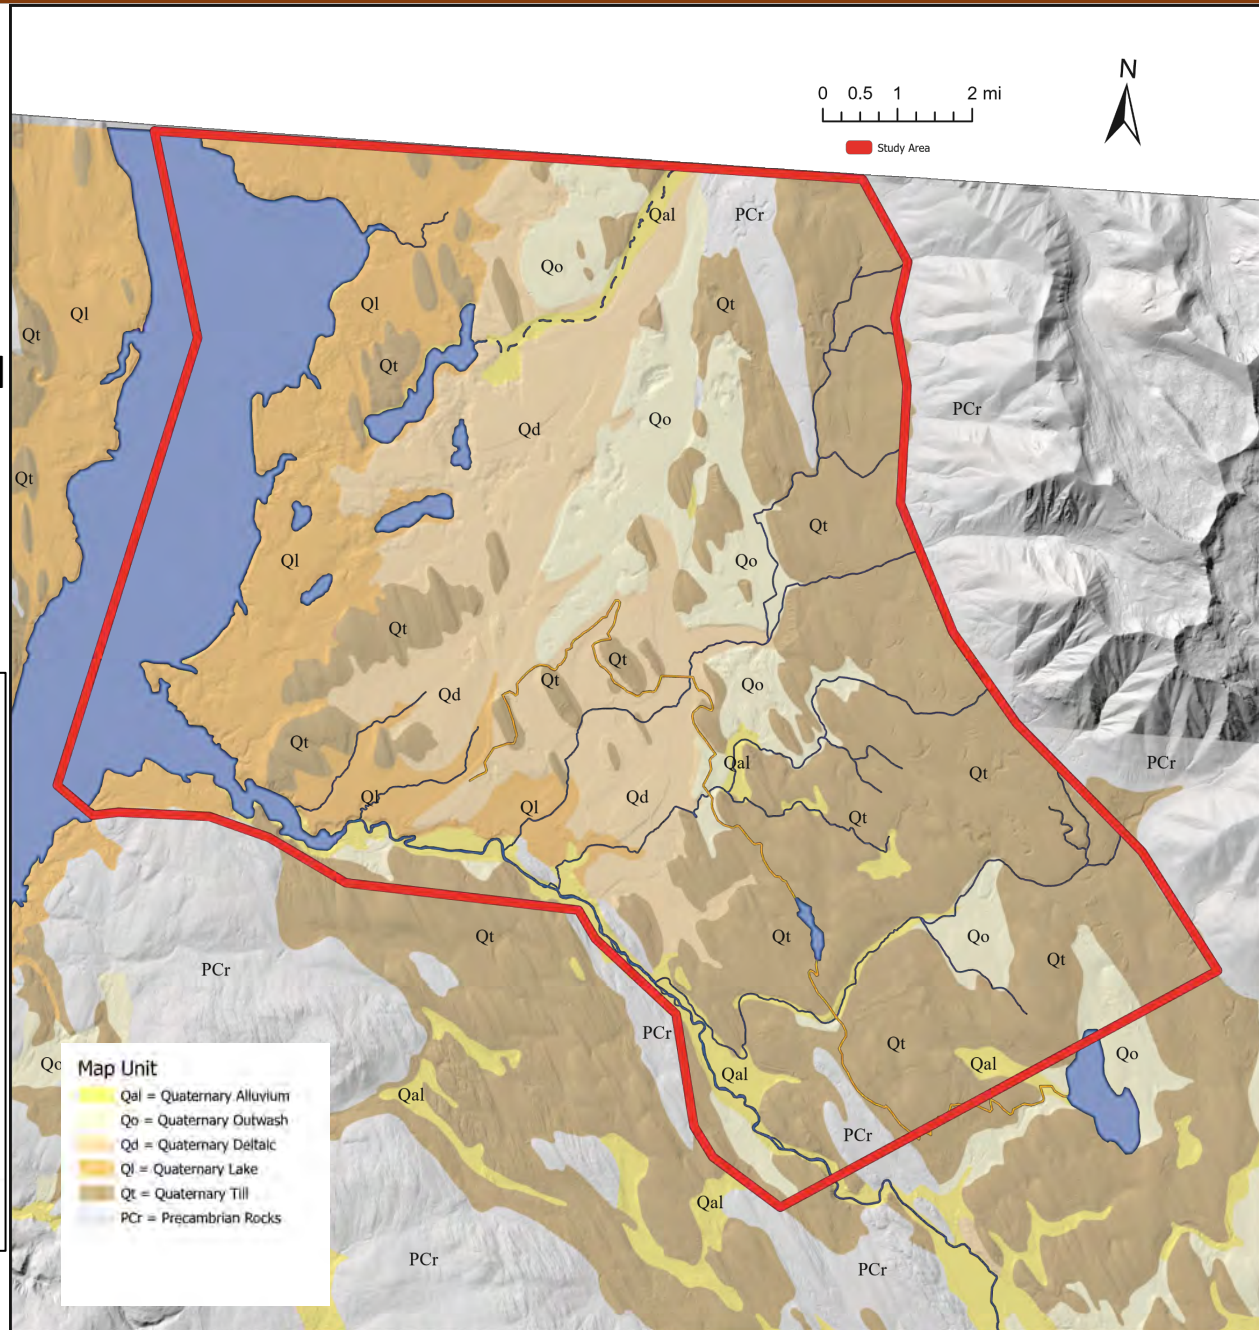 N
0 0.5 1 2 mi
Study Area
Qal
PCr
Qo
Ql
Ql
Qt
Qt
Qt
PCr
Qo
Qd
Qt
Qt
Qo
Ql
Qt
Qt
Qt
Qo
Qd
Qt
Qal
PCr
Qt
Ql
Qd
Ql
Qt
Qt
Qt
Qo
Qt
PCr
PCr
Qt
Qo
Qo
Qal
Qal
Qal
PCr
Qal
PCr
PCr
Map Unit
Qal = Quaternary Alluvium
Qo = Quaternary Outwash
Qd = Quaternary Deltaic
Ql = Quaternary Lake
Qt = Quaternary Till
PCr = Precambrian Rocks